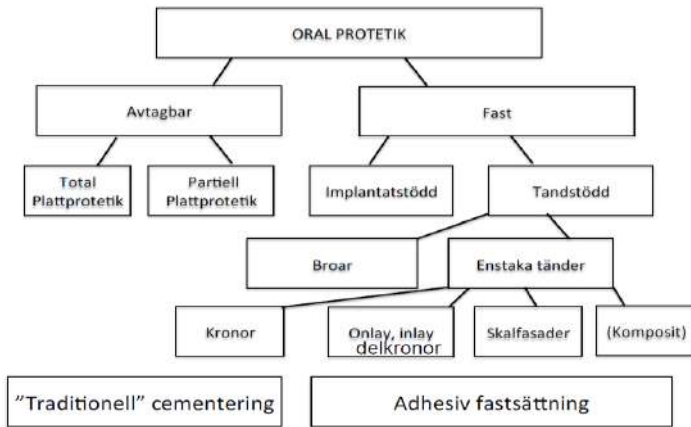 ORAL PROTETIK
Avtagbar
Fast
Total
Plattprotetik
Partiell
Plattprotetik
Implantatstödd
Tandstödd
Broar
Enstaka tänder
Kronor
Onlay, inlay
delkronor
Skalfasader
(Komposit)
”Traditionell” cementering
Adhesiv fastsättning